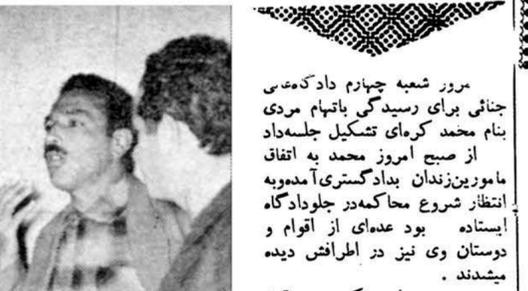 امروز شعبه چهارم دادگاه عالی
جنائی برای رسیدگی باتهام مردی
بنام محمد کره‌ای تشکیل جلسه‌داد
از صبح امروز محمد به اتفاق
مامورین‌زندان بدادگستری‌آمده‌وبه
انتظار شروع محاکمه‌در جلودادگاه
ایستاده بود عده‌ای از اقوام و
دوستان وی نیز در اطرافش دیده
میشدند .